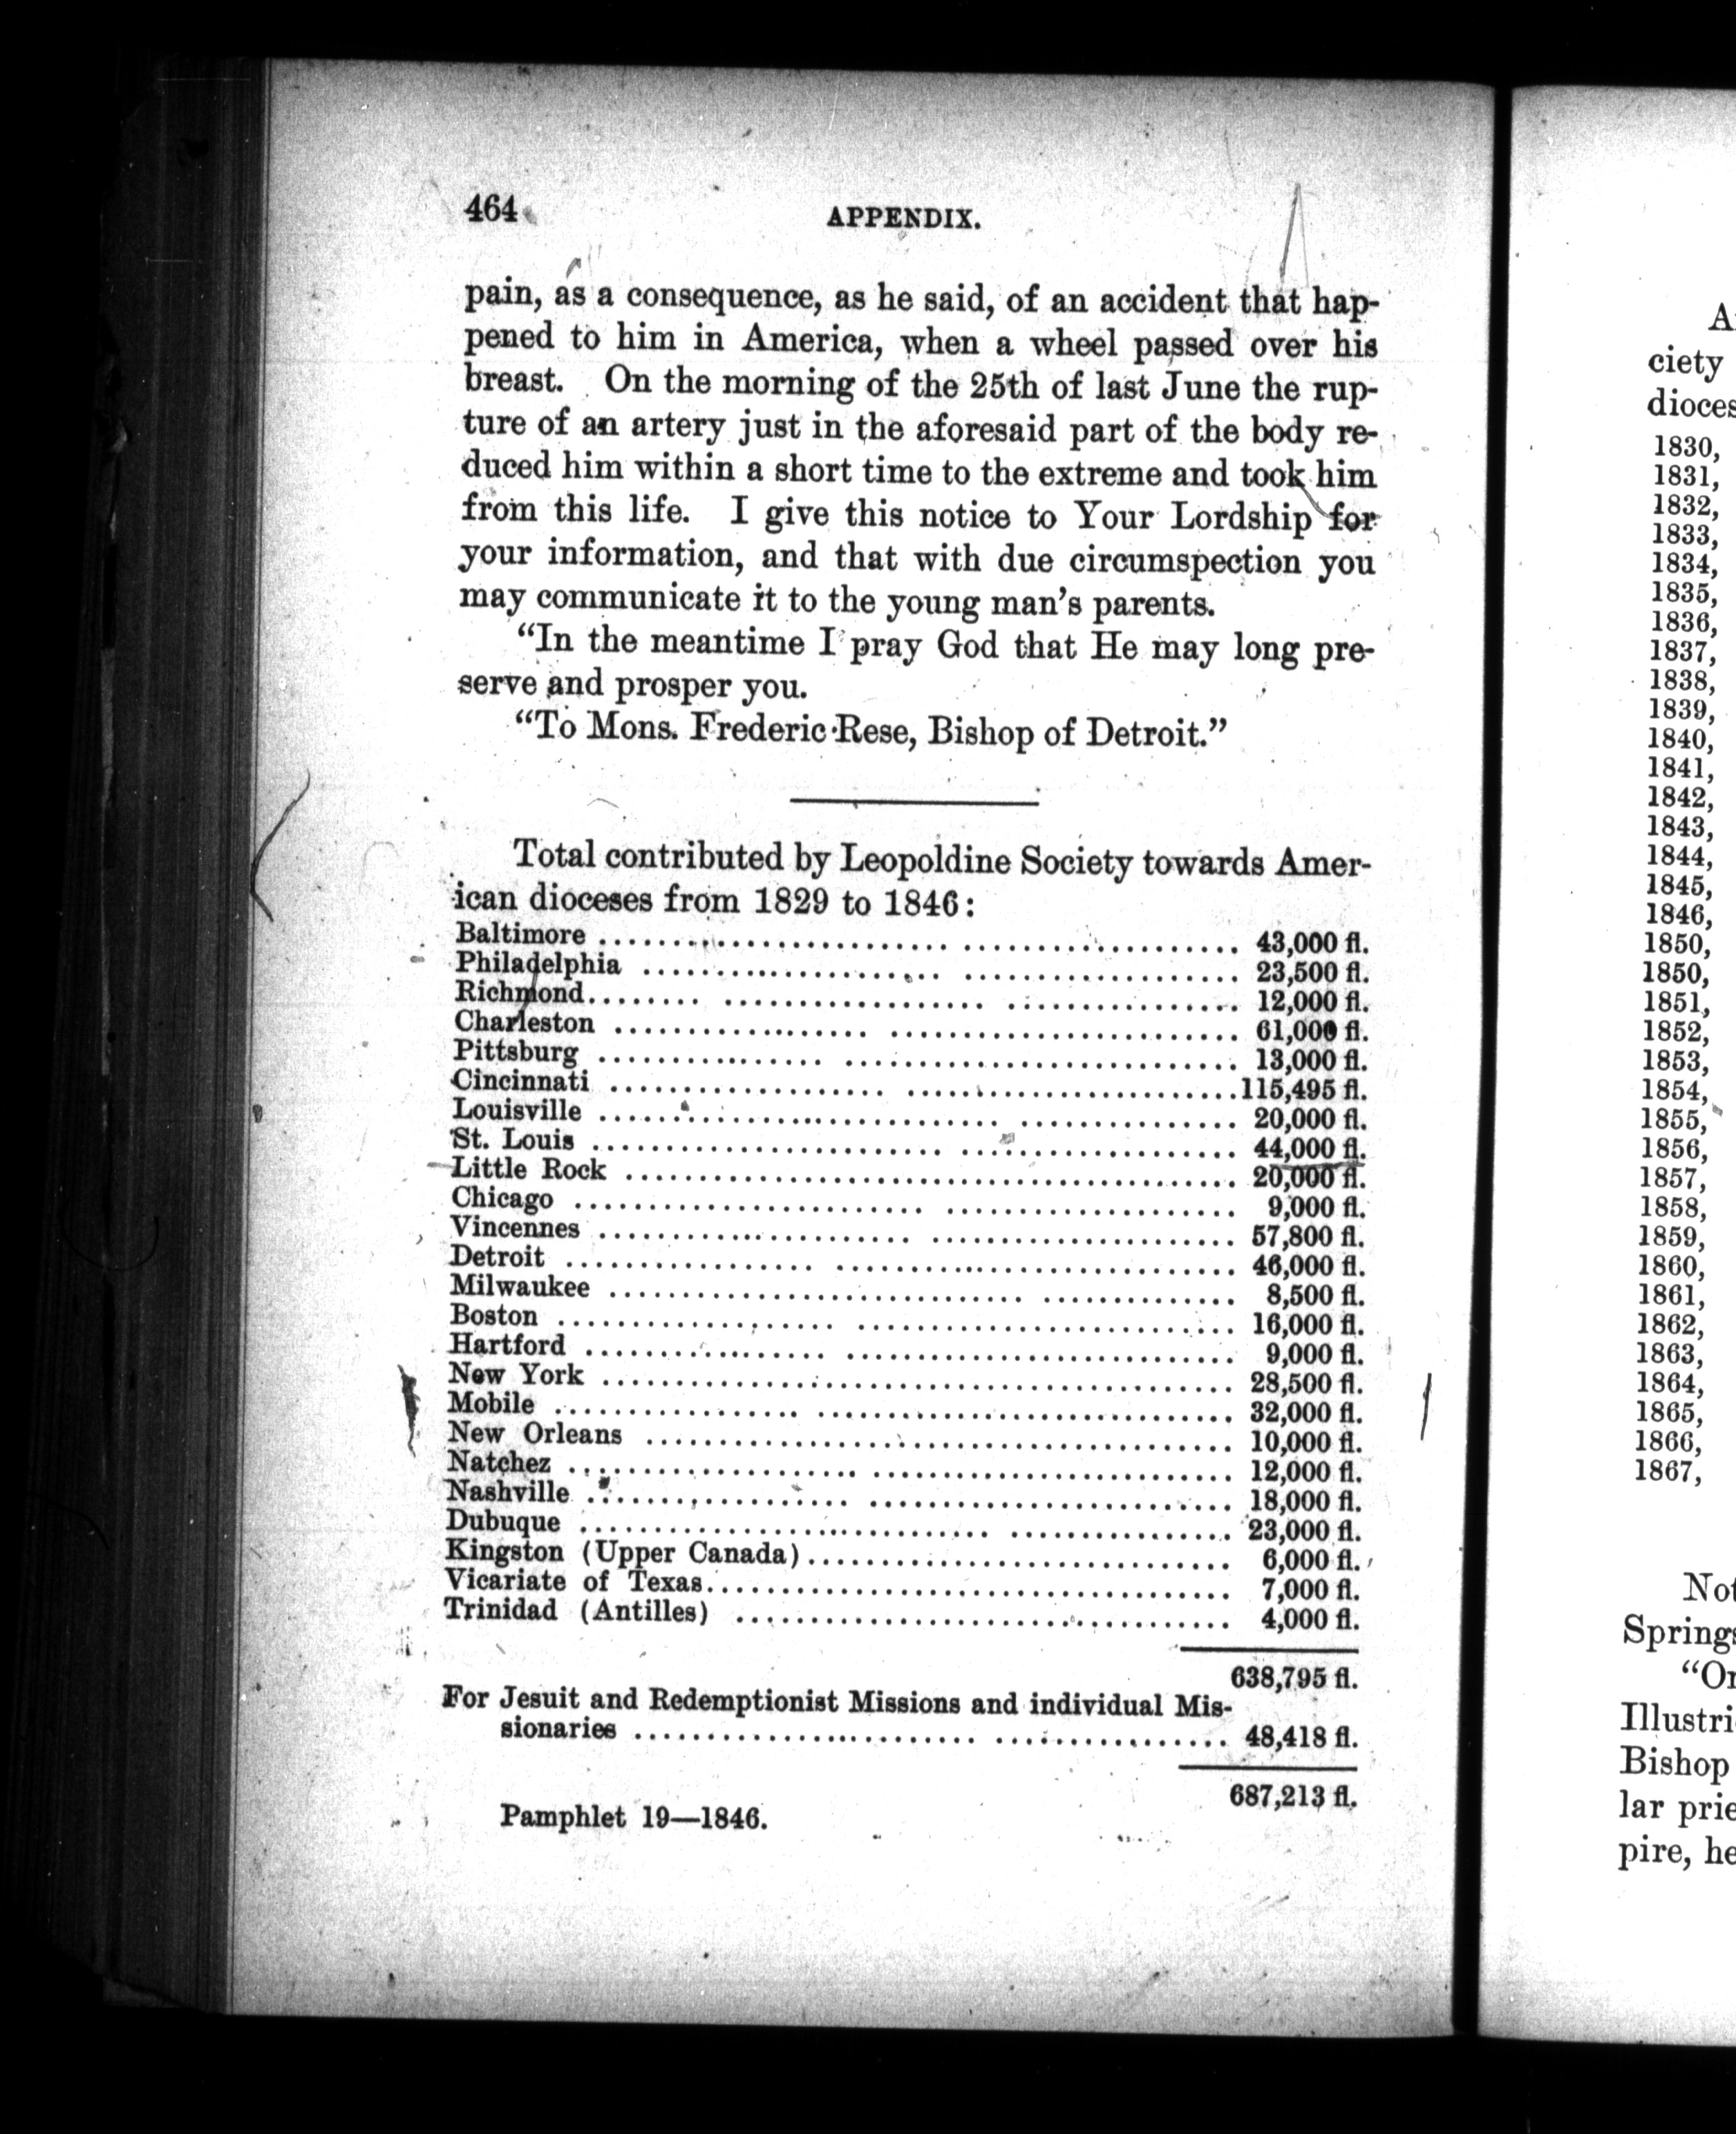 464
APPENDIX.
pain, as a consequence, as he said, of an accident that hap-
pened to him in America, when a wheel passed over his
breast. On the morning of the 25th of last June the rup-
ture of an artery just in the aforesaid part of the body re-
duced him within a short time to the extreme and took him
from this life. I give this notice to Your Lordship for
your information, and that with due circumspection you
may communicate it to the young man's parents.
"In the meantime I pray God that He may long pre-
serve and prosper you.
"To Mons. Frederic Rese, Bishop of Detroit."
Total contributed by Leopoldine Society towards Amer-
ican dioceses from 1829 to 1846:
Baltimore ........................................ 43,000 fl.
Philadelphia ........................................ 23,500 fl.
Richmond........................................ 12,000 fl.
Charleston ........................................ 61,000 fl.
Pittsburg ........................................ 13,000 fl.
Cincinnati ........................................115,495 fl.
Louisville ........................................ 20,000 fl.
St. Louis ........................................ 44,000 fl.
Little Rock ........................................ 20,000 fl.
Chicago ........................................ 9,000 fl.
Vincennes ........................................ 57,800 fl.
Detroit ........................................ 46,000 fl.
Milwaukee ........................................ 8,500 fl.
Boston ........................................ 16,000 fl.
Hartford ........................................ 9,000 fl.
New York ........................................ 28,500 fl.
Mobile ........................................ 32,000 fl.
New Orleans ........................................ 10,000 fl.
Natchez ........................................ 12,000 fl.
Nashville ........................................ 18,000 fl.
Dubuque ........................................ 23,000 fl.
Kingston (Upper Canada)............................. 6,000 fl.
Vicariate of Texas.................................... 7,000 fl.
Trinidad (Antilles) .................................. 4,000 fl.
638,795 fl.
For Jesuit and Redemptionist Missions and individual Mis-
sionaries ........................................ 48,418 fl.
687,213 fl.
Pamphlet 19—1846.
A
ciety
dioces
1830,
1831,
1832,
1833,
1834,
1835,
1836,
1837,
1838,
1839,
1840,
1841,
1842,
1843,
1844,
1845,
1846,
1850,
1850,
1851,
1852,
1853,
1854,
1855,
1856,
1857,
1858,
1859,
1860,
1861,
1862,
1863,
1864,
1865,
1866,
1867,
Not
Springs
"Or
Illustri
Bishop
lar prie
pire, he